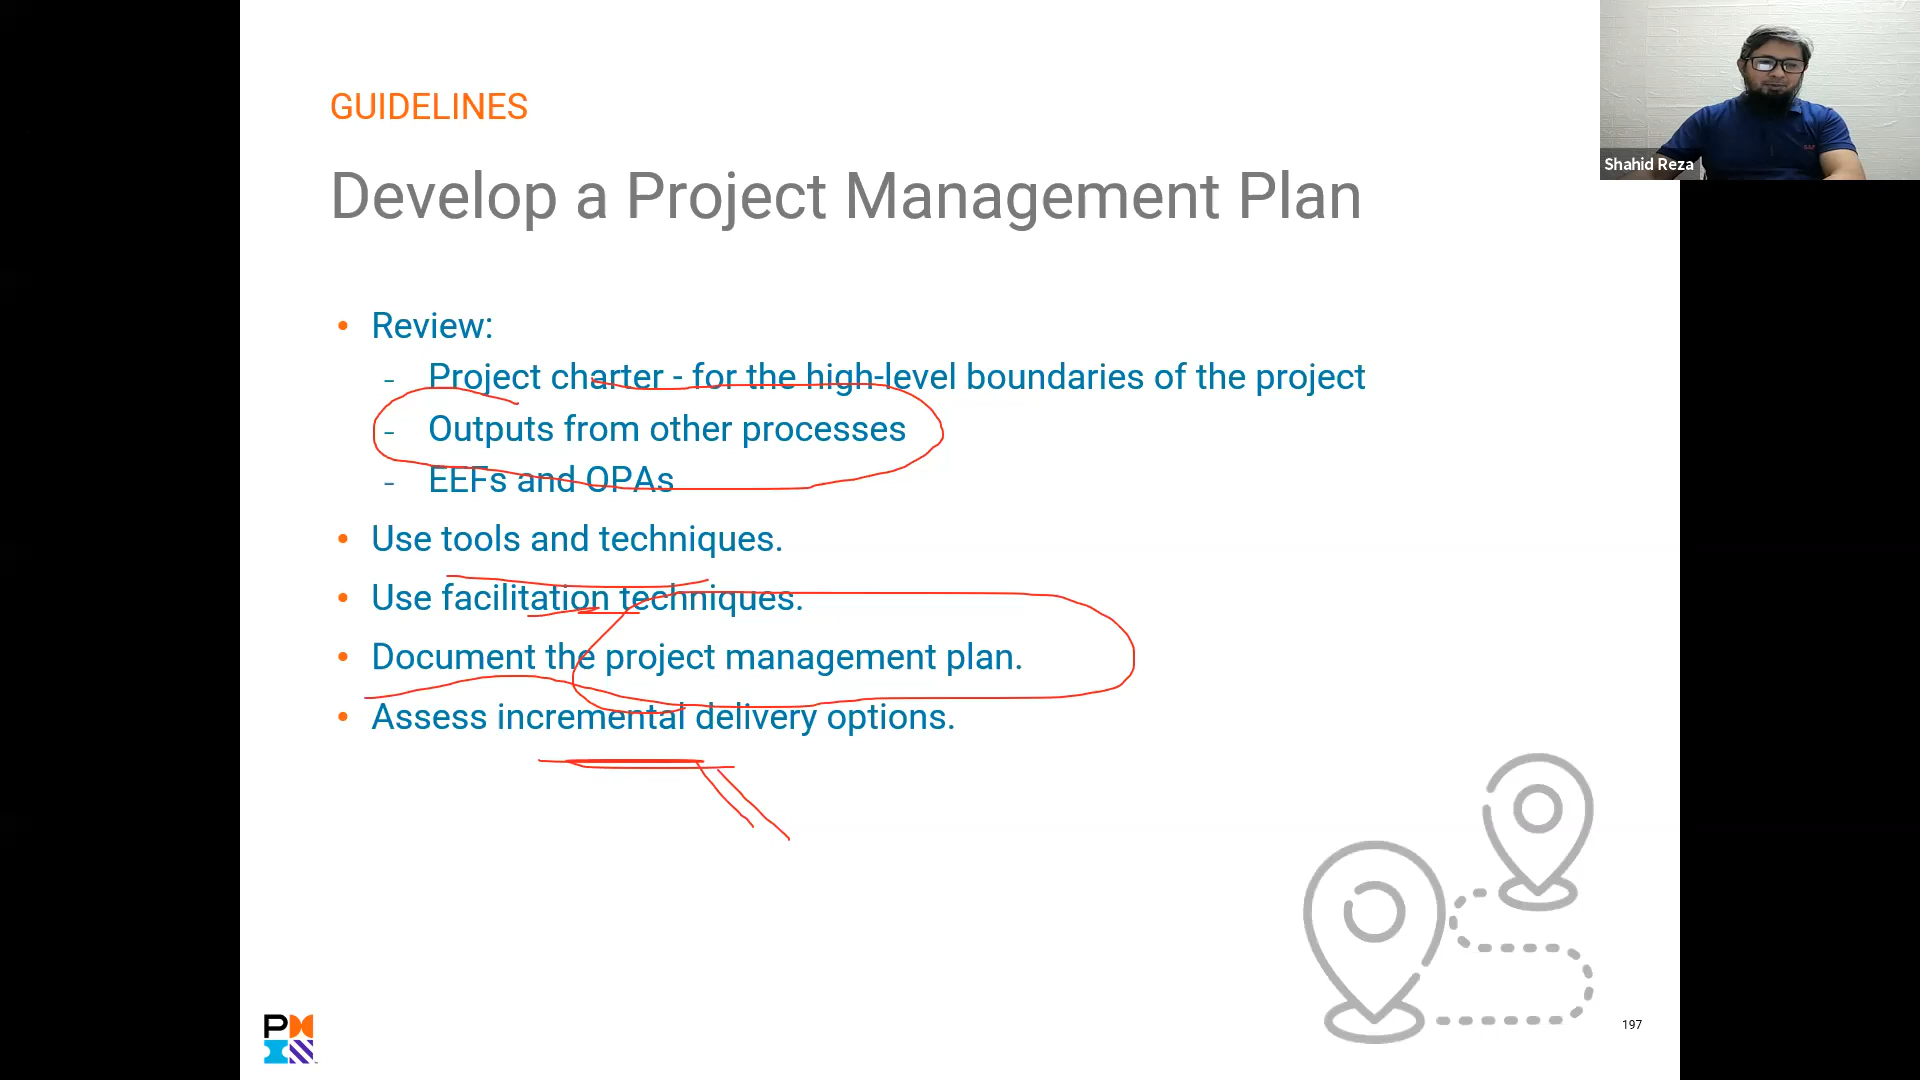 GUIDELINES
Develop a Project Management Plan
• Review:
- Project charter - for the high-level boundaries of the project
- Outputs from other processes
- EEFs and OPAs
• Use tools and techniques.
• Use facilitation techniques.
• Document the project management plan.
• Assess incremental delivery options.
Shahid Reza
197